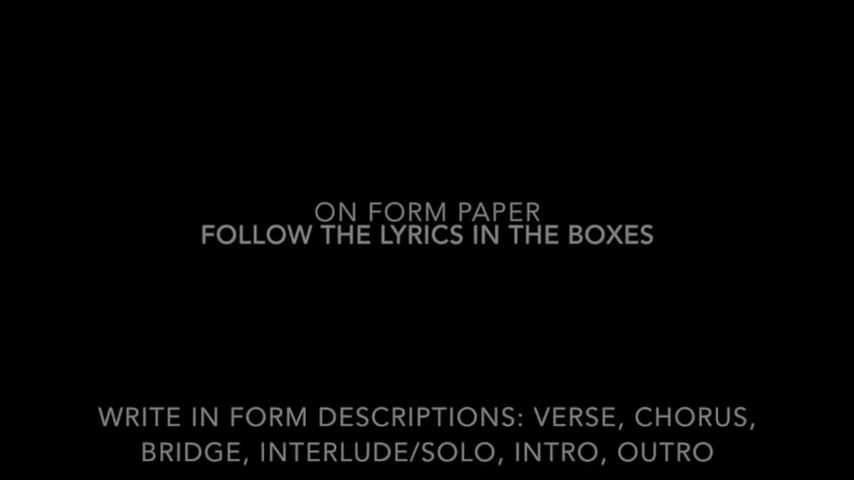 ON FORM PAPER
FOLLOW THE LYRICS IN THE BOXES
WRITE IN FORM DESCRIPTIONS: VERSE, CHORUS,
BRIDGE, INTERLUDE/SOLO, INTRO, OUTRO